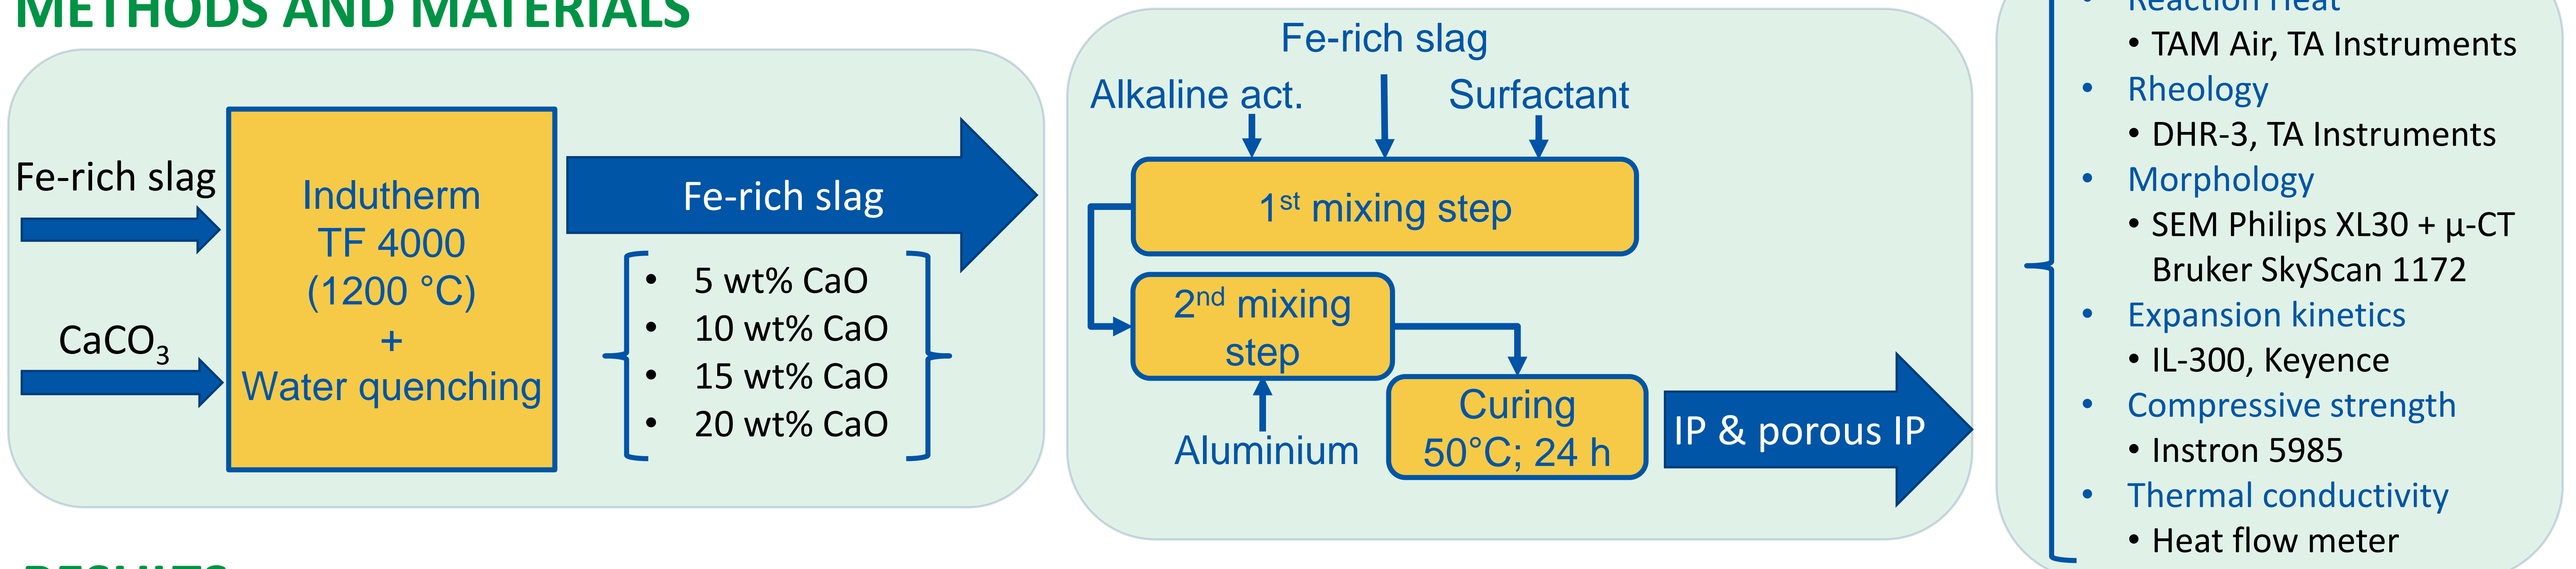 METHODS AND MATERIALS
Fe-rich slag
CaCO₃
Indutherm
TF 4000
(1200 °C)
+
Water quenching
Fe-rich slag
• 5 wt% CaO
• 10 wt% CaO
• 15 wt% CaO
• 20 wt% CaO
Fe-rich slag
Alkaline act.
Surfactant
1st mixing step
2nd mixing
step
Aluminium
Curing
50°C; 24 h
IP & porous IP
• Reaction Heat
• TAM Air, TA Instruments
• Rheology
• DHR-3, TA Instruments
• Morphology
• SEM Philips XL30 + μ-CT
Bruker SkyScan 1172
• Expansion kinetics
• IL-300, Keyence
• Compressive strength
• Instron 5985
• Thermal conductivity
• Heat flow meter
RESULTS